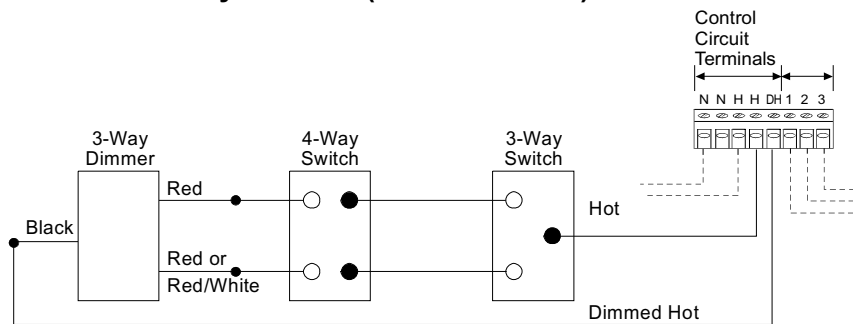 Control
Circuit
Terminals
N N H H DH 1 2 3
3-Way
Dimmer
4-Way
Switch
3-Way
Switch
Red
Black
Hot
Red or
Red/White
Dimmed Hot